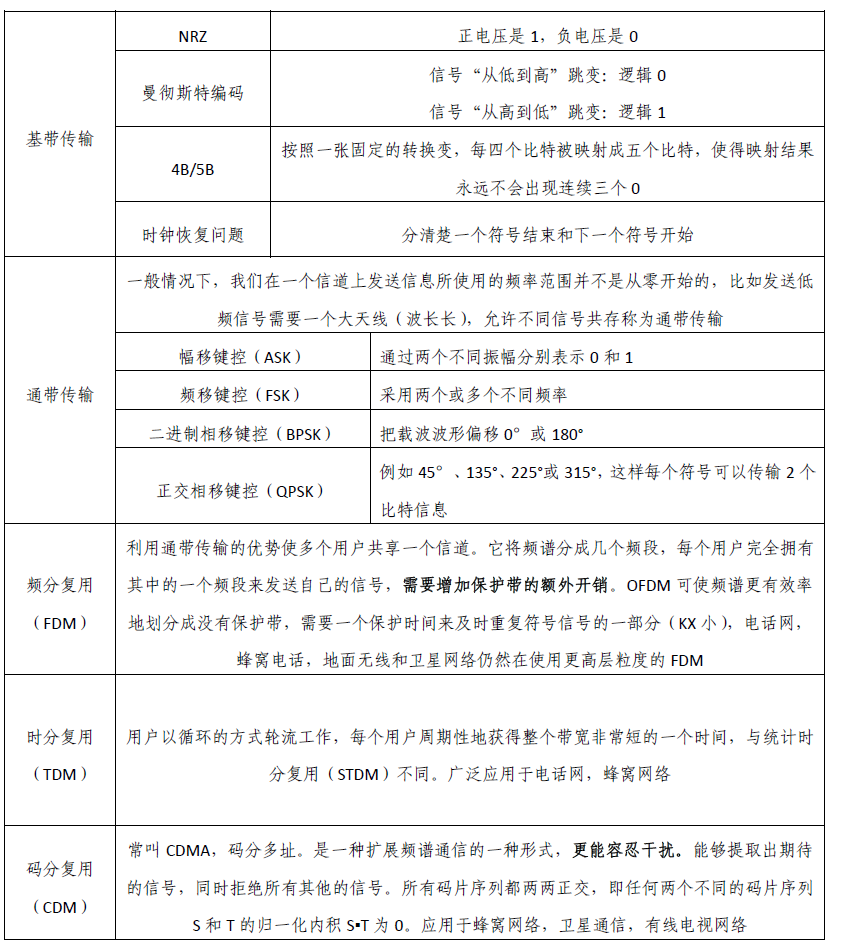 基带传输
NRZ
正电压是 1，负电压是 0
曼彻斯特编码
信号“从低到高”跳变：逻辑 0
信号“从高到低”跳变：逻辑 1
4B/5B
按照一张固定的转换变，每四个比特被映射成五个比特，使得映射结果
永远不会出现连续三个 0
时钟恢复问题
分清楚一个符号结束和下一个符号开始
通带传输
一般情况下，我们在一个信道上发送信息所使用的频率范围并不是从零开始的，比如发送低
频信号需要一个大天线（波长长），允许不同信号共存称为通带传输
幅移键控（ASK）
通过两个不同振幅分别表示 0 和 1
频移键控（FSK）
采用两个或多个不同频率
二进制相移键控（BPSK）
把载波波形偏移 0°或 180°
正交相移键控（QPSK）
例如 45°、135°、225°或 315°，这样每个符号可以传输 2 个
比特信息
频分复用
（FDM）
利用通带传输的优势使多个用户共享一个信道。它将频谱分成几个频段，每个用户完全拥有
其中的一个频段来发送自己的信号，需要增加保护带的额外开销。OFDM 可使频谱更有效率
地划分成没有保护带，需要一个保护时间来及时重复符号信号的一部分（KX 小），电话网，
蜂窝电话，地面无线和卫星网络仍然在使用更高层粒度的 FDM
时分复用
（TDM）
用户以循环的方式轮流工作，每个用户周期性地获得整个带宽非常短的一个时间，与统计时
分复用（STDM）不同。广泛应用于电话网，蜂窝网络
码分复用
（CDM）
常叫 CDMA，码分多址。是一种扩展频谱通信的一种形式，更能容忍干扰。能够提取出期待
的信号，同时拒绝所有其他的信号。所有码片序列都两两正交，即任何两个不同的码片序列
S 和 T 的归一化内积 S▪T 为 0。应用于蜂窝网络，卫星通信，有线电视网络